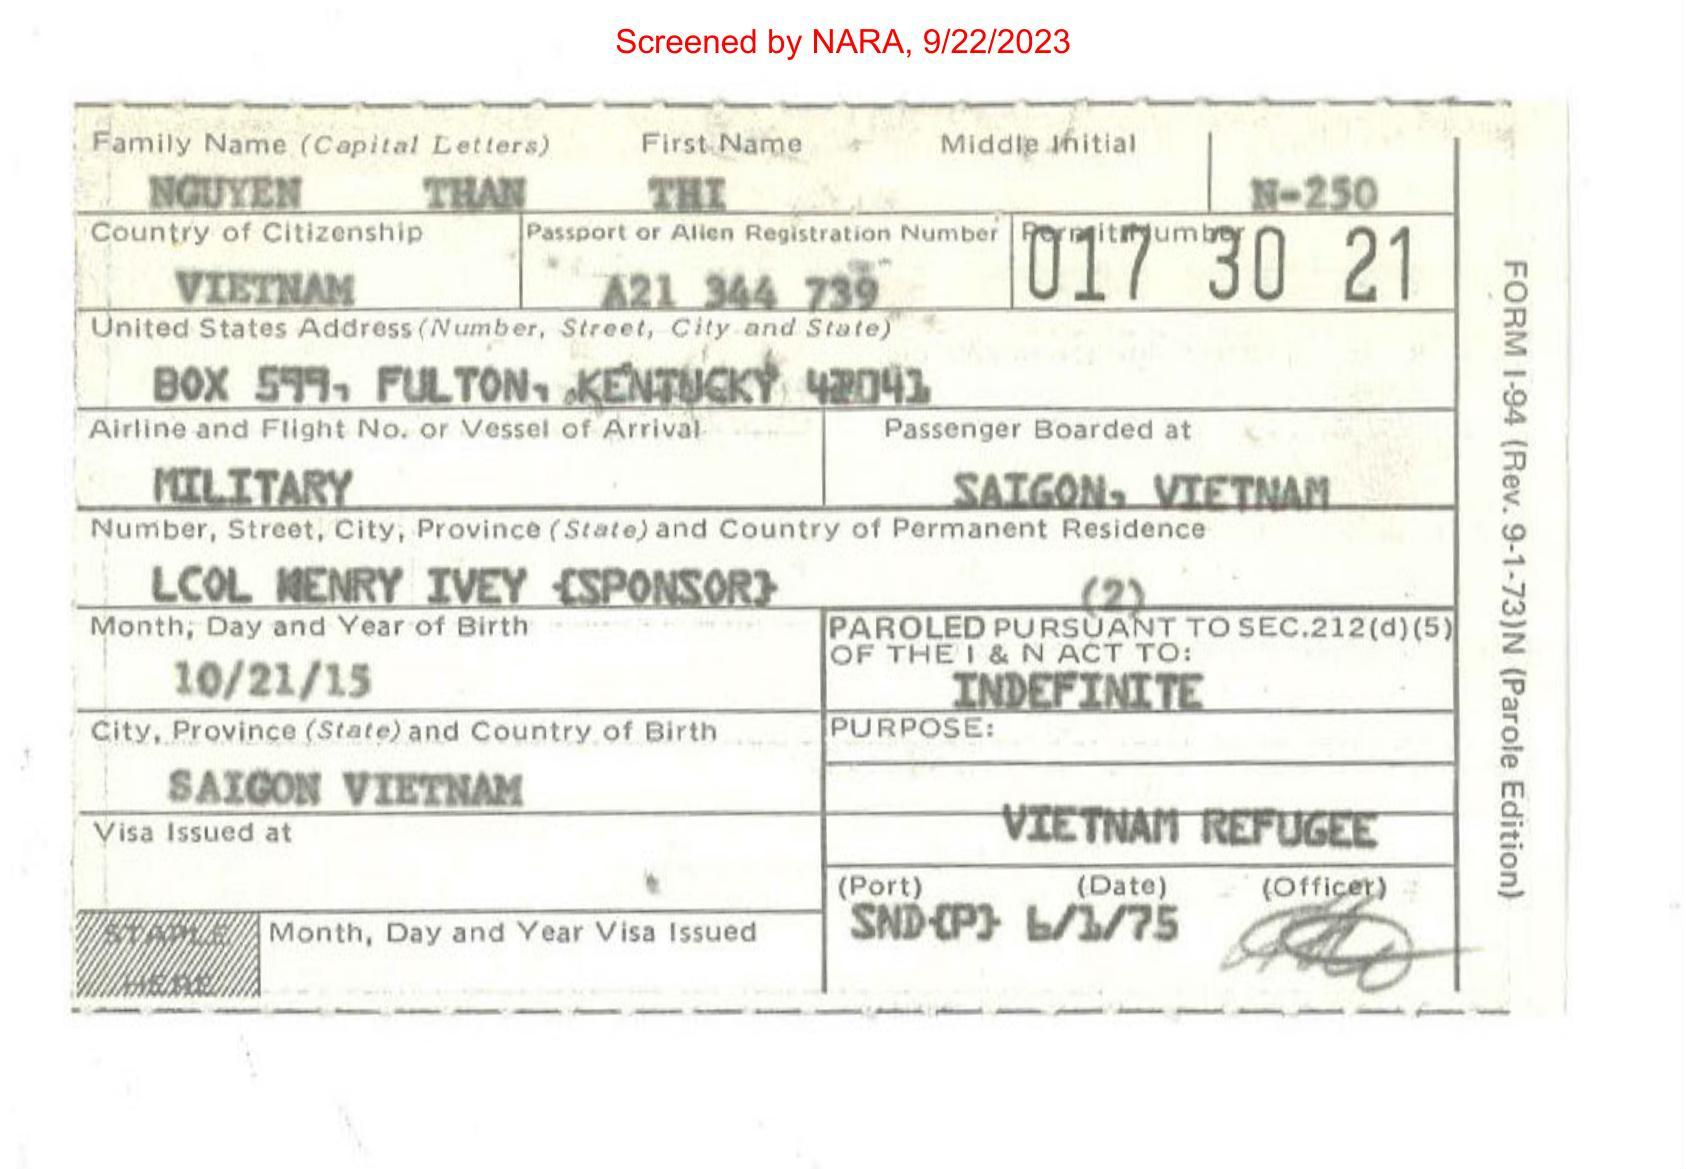 Screened by NARA, 9/22/2023
Family Name (Capital Letters) First Name Middle Initial
NGUYEN THAN THI N-250
Country of Citizenship Passport or Alien Registration Number Permit Number
VIETNAM A21 344 739 017 30 21
United States Address (Number, Street, City and State)
BOX 599, FULTON, KENTUCKY 42041
Airline and Flight No. or Vessel of Arrival Passenger Boarded at
MILITARY SAIGON, VIETNAM
Number, Street, City, Province (State) and Country of Permanent Residence
LCOL HENRY IVEY {SPONSOR} (2)
Month, Day and Year of Birth
10/21/15
PAROLED PURSUANT TO SEC.212(d)(5)
OF THE I & N ACT TO:
INDEFINITE
City, Province (State) and Country of Birth
SAIGON VIETNAM
PURPOSE:
VIETNAM REFUGEE
Visa Issued at
(Port) (Date) (Officer)
SND{P} 6/1/75
STAPLE
HERE
Month, Day and Year Visa Issued
FORM I-94 (Rev. 9-1-73)N (Parole Edition)